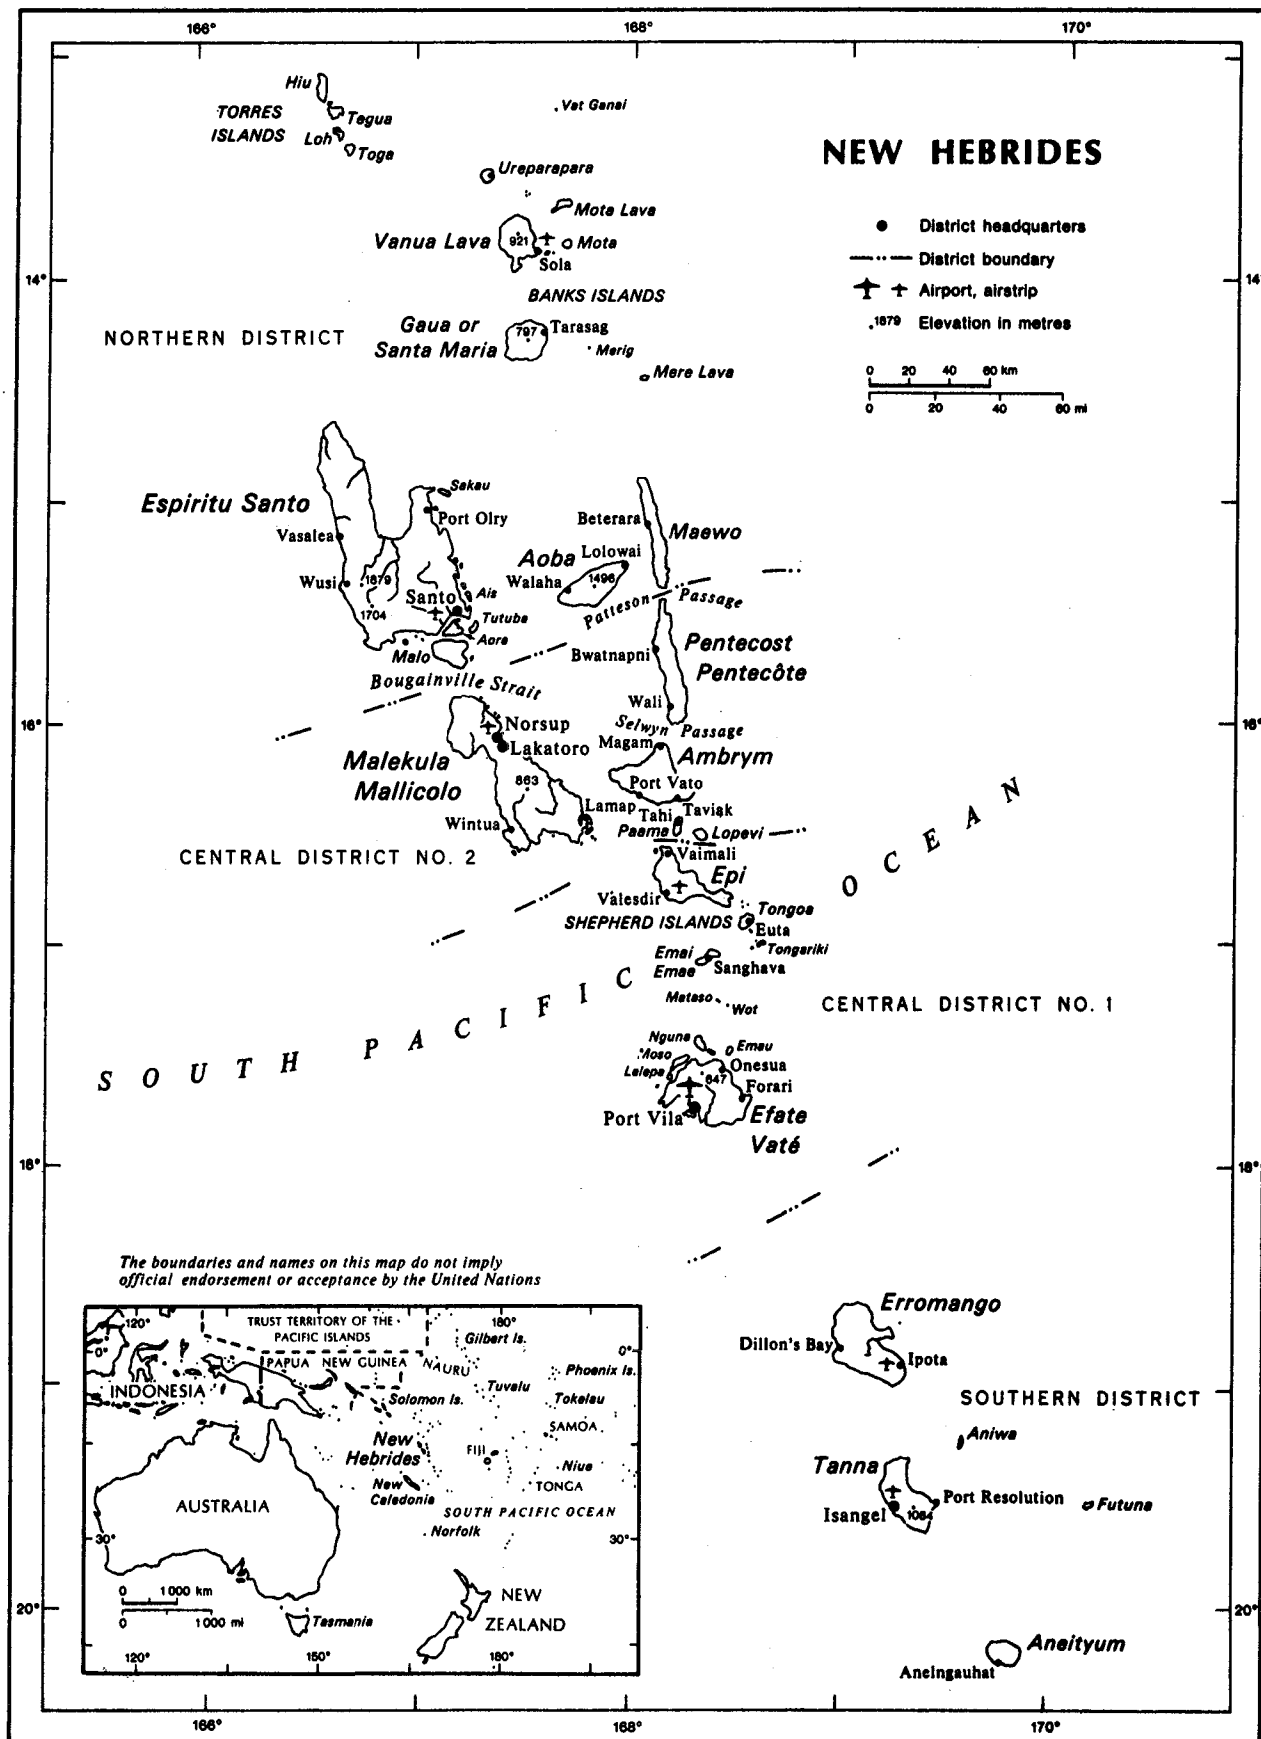 166°
168°
170°
Hiu
TORRES
ISLANDS
Tegua
Loh
Toga
Vet Ganai
NEW HEBRIDES
Ureparapara
Mota Lava
Vanua Lava
921
Mota
Sola
District headquarters
District boundary
Airport, airstrip
.1879 Elevation in metres
14°
14°
BANKS ISLANDS
NORTHERN DISTRICT
Gaua or
Santa Maria
797
Tarasag
Merig
Mere Lava
0 20 40 60 km
0 20 40 60 mi
Espiritu Santo
Sakau
Port Olry
Vasalea
Wusi
1879
1704
Santo
Ais
Tutuba
Aore
Malo
Beterara
Maewo
Aoba
Lolowai
Walaha
1496
Patteson Passage
Bwatnapni
Pentecost
Pentecôte
Wali
Bougainville Strait
Selwyn Passage
16°
16°
Norsup
Lakatoro
Malekula
Mallicolo
863
Lamap
Wintua
Magam
Ambrym
Port Vato
Tahi
Taviak
Paama
Lopevi
CENTRAL DISTRICT NO. 2
Vaimali
Epi
Valesdir
SHEPHERD ISLANDS
Tongoa
Euta
Tongariki
Emai
Emae
Sanghava
Mataso
Wot
CENTRAL DISTRICT NO. 1
SOUTH PACIFIC OCEAN
Nguna
Moso
Lelepa
Emau
Onesua
647
Forari
Port Vila
Efate
Vaté
18°
18°
The boundaries and names on this map do not imply
official endorsement or acceptance by the United Nations
Erromango
Dillon's Bay
Ipota
SOUTHERN DISTRICT
Aniwa
Tanna
Port Resolution
Isangel
1084
Futuna
20°
20°
Aneityum
Aneingauhat
120°
180°
0°
0°
TRUST TERRITORY OF THE
PACIFIC ISLANDS
Gilbert Is.
PAPUA NEW GUINEA
NAURU
Phoenix Is.
INDONESIA
Solomon Is.
Tuvalu
Tokelau
SAMOA
New
Hebrides
FIJI
Niue
New
Caledonia
TONGA
AUSTRALIA
SOUTH PACIFIC OCEAN
Norfolk
30°
30°
0 1000 km
0 1000 mi
Tasmania
NEW
ZEALAND
120°
150°
180°
166°
168°
170°